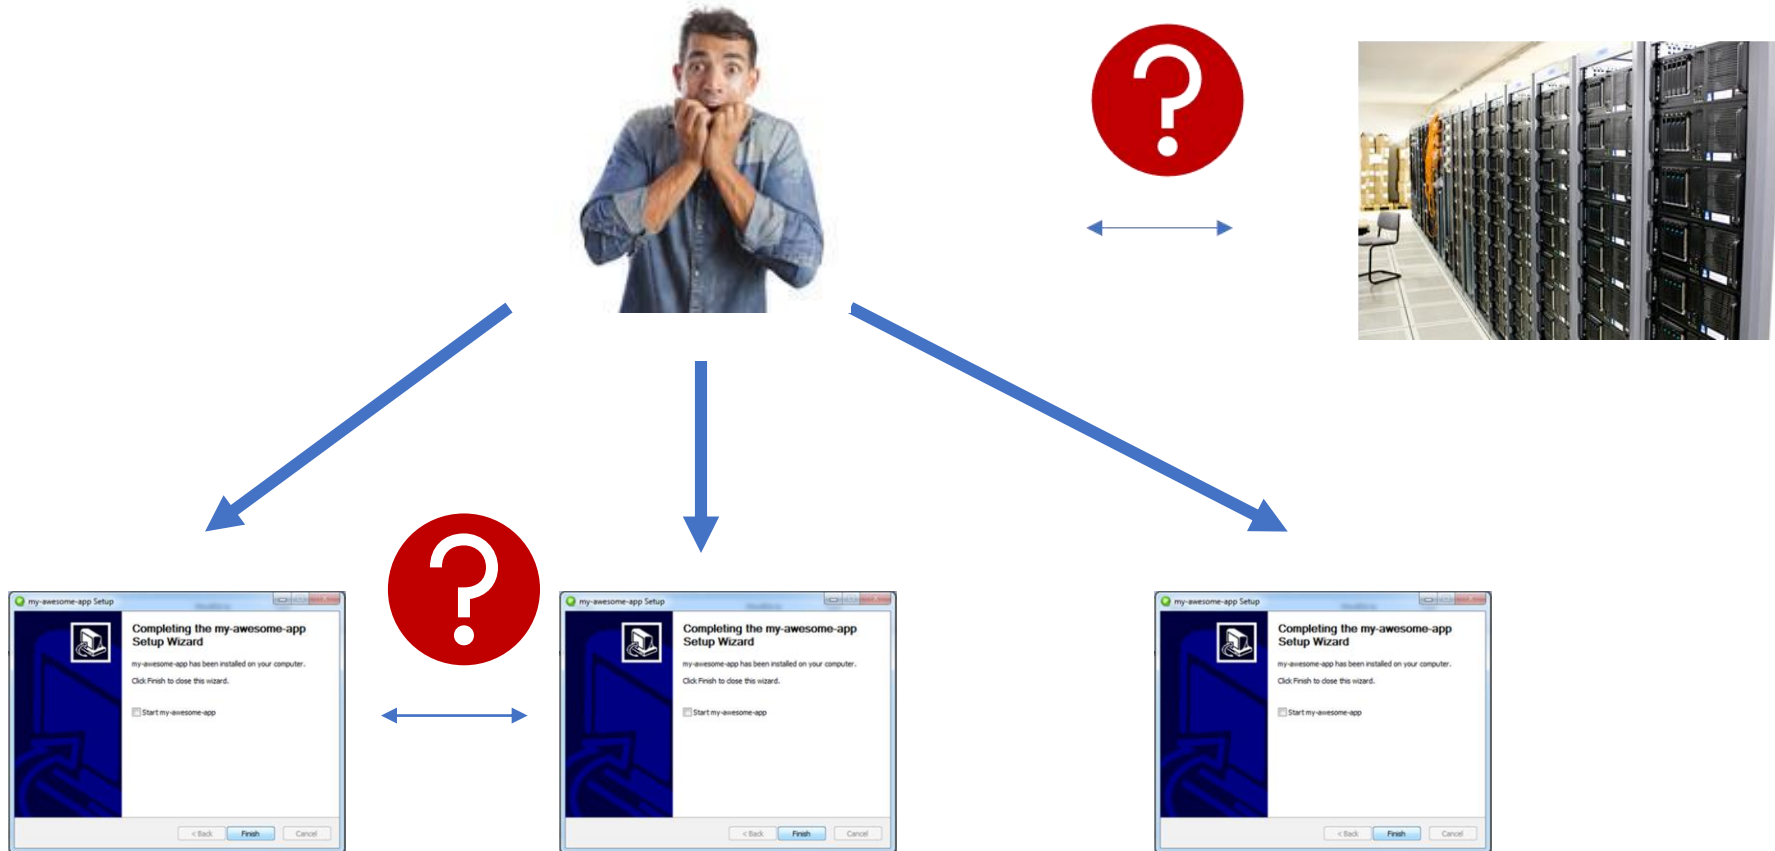 ?
my-awesome-app Setup
Completing the my-awesome-app
Setup Wizard
my-awesome-app has been installed on your computer.
Click Finish to close this wizard.
Start my-awesome-app
< Back Finish Cancel
?
my-awesome-app Setup
Completing the my-awesome-app
Setup Wizard
my-awesome-app has been installed on your computer.
Click Finish to close this wizard.
Start my-awesome-app
< Back Finish Cancel
my-awesome-app Setup
Completing the my-awesome-app
Setup Wizard
my-awesome-app has been installed on your computer.
Click Finish to close this wizard.
Start my-awesome-app
< Back Finish Cancel